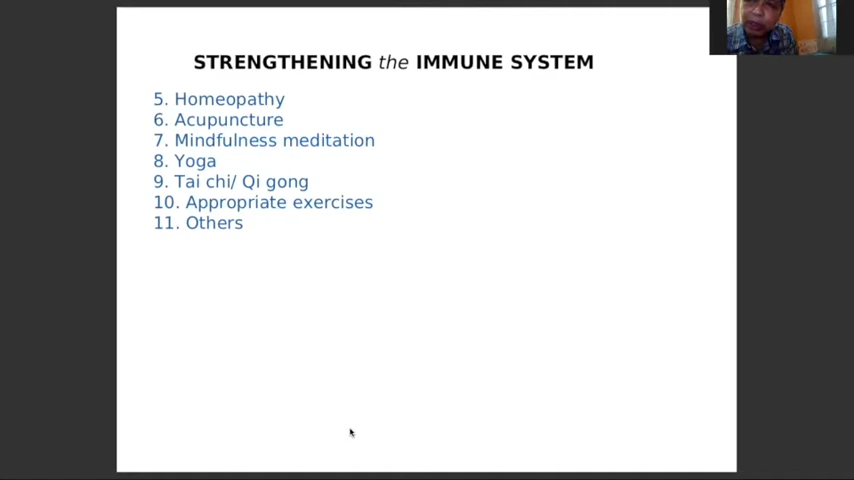 STRENGTHENING the IMMUNE SYSTEM
5. Homeopathy
6. Acupuncture
7. Mindfulness meditation
8. Yoga
9. Tai chi/ Qi gong
10. Appropriate exercises
11. Others